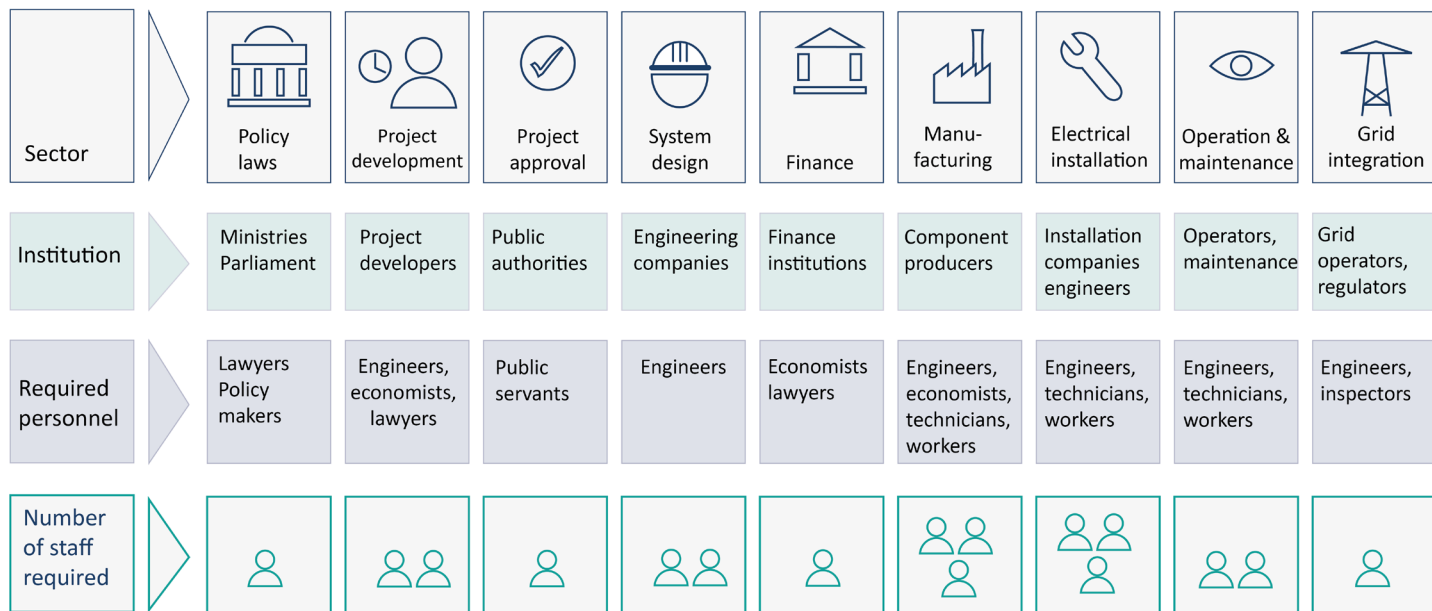 Sector
Policy
laws
Project
development
Project
approval
System
design
Finance
Manu-
facturing
Electrical
installation
Operation &
maintenance
Grid
integration
Institution
Ministries
Parliament
Project
developers
Public
authorities
Engineering
companies
Finance
institutions
Component
producers
Installation
companies
engineers
Operators,
maintenance
Grid
operators,
regulators
Required
personnel
Lawyers
Policy
makers
Engineers,
economists,
lawyers
Public
servants
Engineers
Economists
lawyers
Engineers,
economists,
technicians,
workers
Engineers,
technicians,
workers
Engineers,
technicians,
workers
Engineers,
inspectors
Number
of staff
required